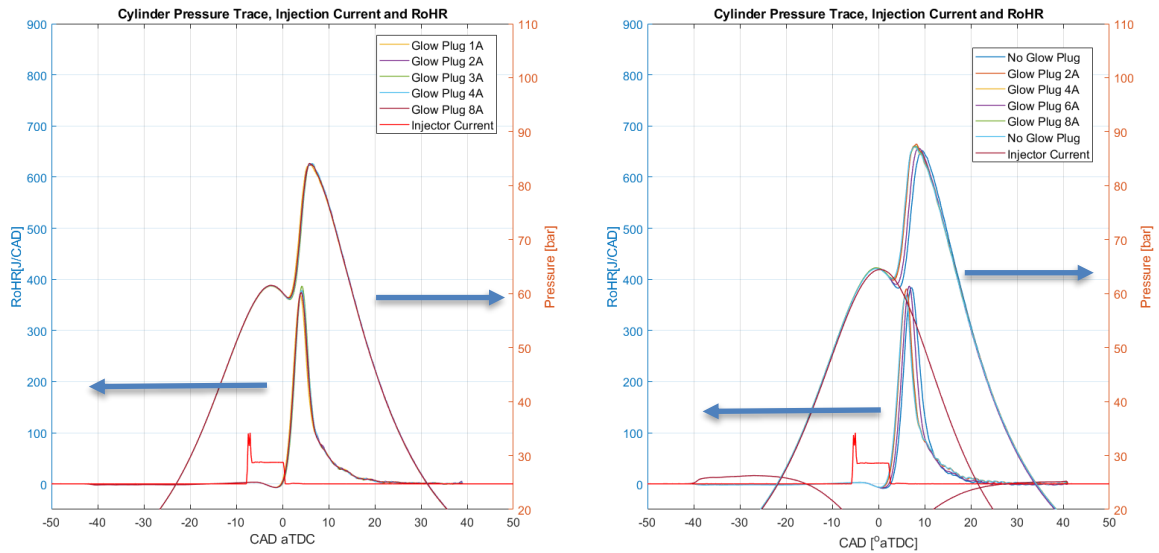 Cylinder Pressure Trace, Injection Current and RoHR
900
800
700
600
500
400
300
200
100
0
RoHR[J/CAD]
110
100
90
80
70
60
50
40
30
20
Pressure [bar]
Glow Plug 1A
Glow Plug 2A
Glow Plug 3A
Glow Plug 4A
Glow Plug 8A
Injector Current
-50 -40 -30 -20 -10 0 10 20 30 40 50
CAD aTDC
Cylinder Pressure Trace, Injection Current and RoHR
900
800
700
600
500
400
300
200
100
0
RoHR[J/CAD]
110
100
90
80
70
60
50
40
30
20
Pressure [bar]
No Glow Plug
Glow Plug 2A
Glow Plug 4A
Glow Plug 6A
Glow Plug 8A
No Glow Plug
Injector Current
-50 -40 -30 -20 -10 0 10 20 30 40 50
CAD [°aTDC]